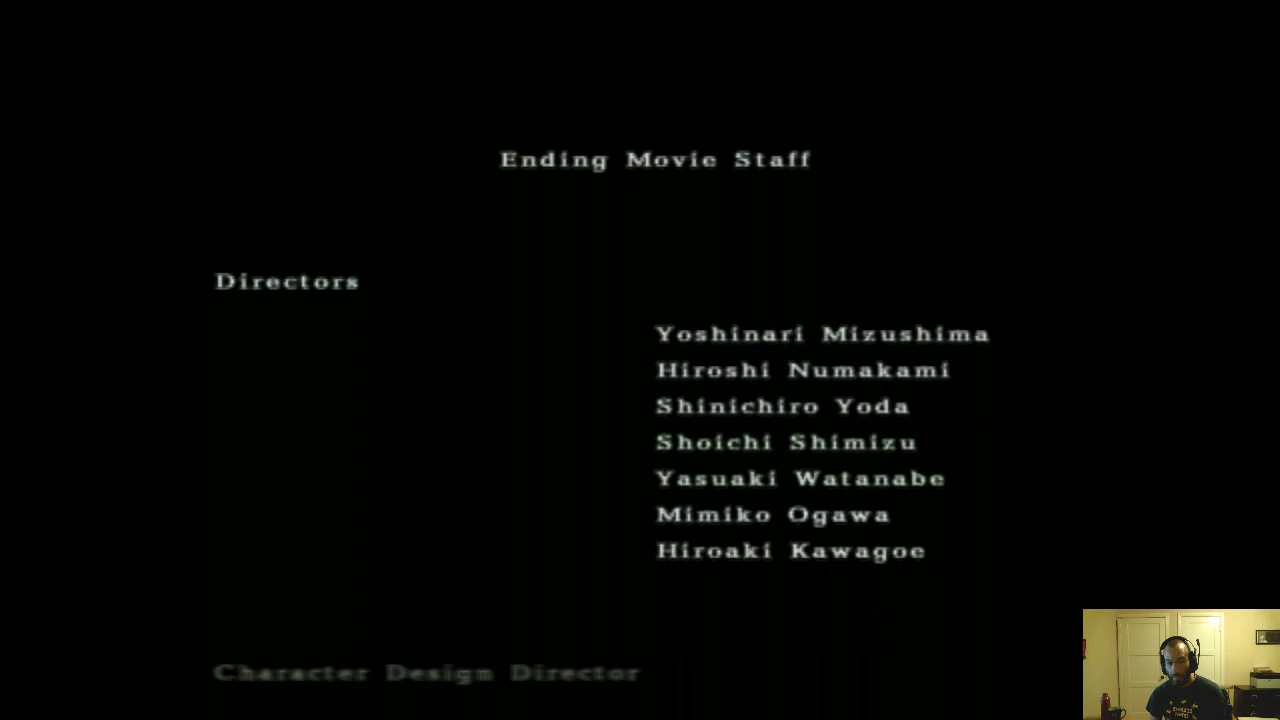 Ending Movie Staff
Directors
Yoshinari Mizushima
Hiroshi Numakami
Shinichiro Yoda
Shoichi Shimizu
Yasuaki Watanabe
Mimiko Ogawa
Hiroaki Kawagoe
Character Design Director